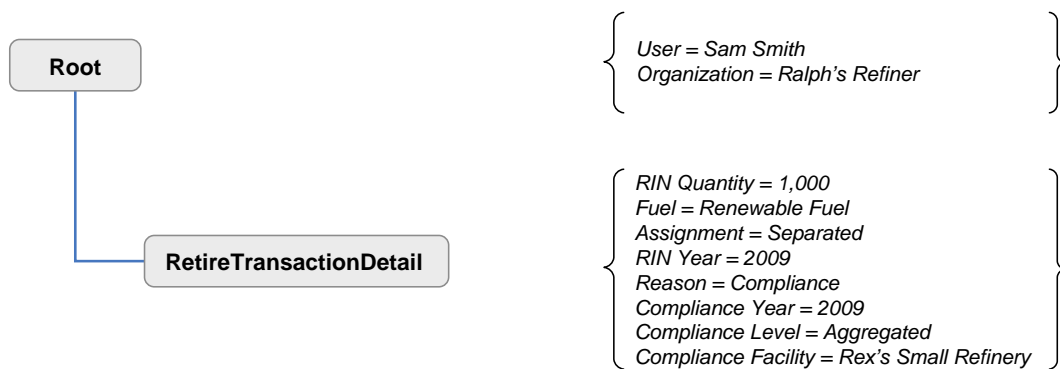 Root
User = Sam Smith
Organization = Ralph’s Refiner
RetireTransactionDetail
RIN Quantity = 1,000
Fuel = Renewable Fuel
Assignment = Separated
RIN Year = 2009
Reason = Compliance
Compliance Year = 2009
Compliance Level = Aggregated
Compliance Facility = Rex’s Small Refinery